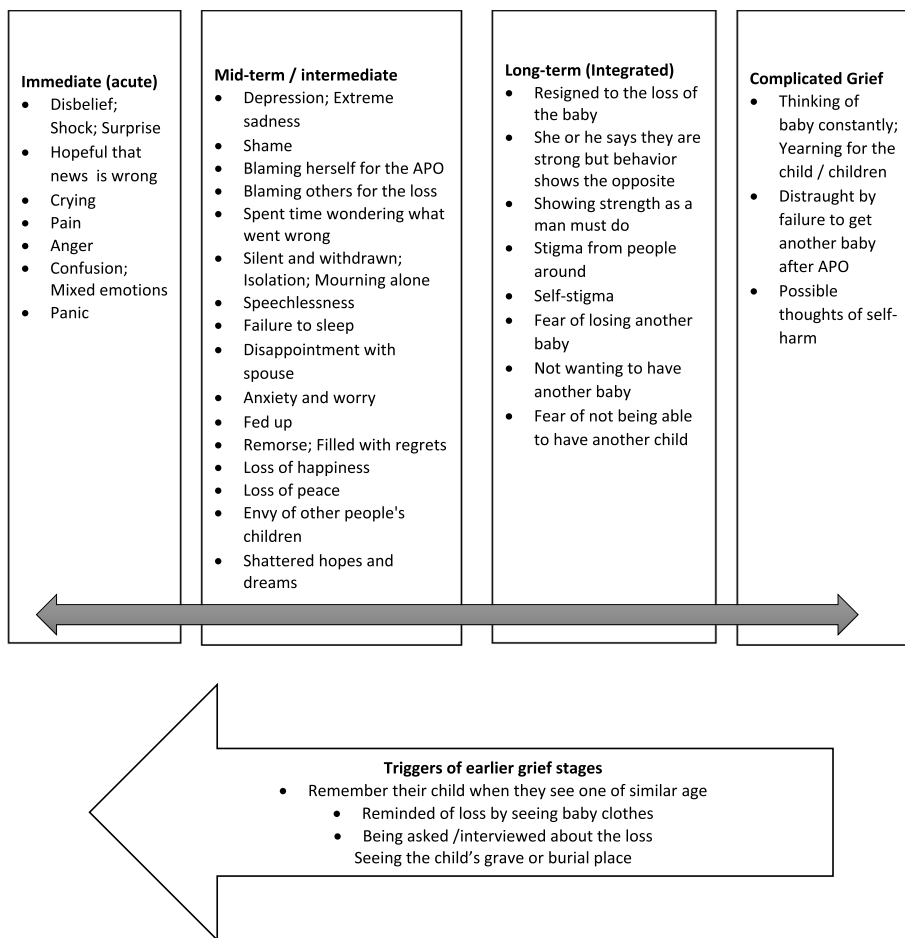 Immediate (acute)
• Disbelief;
Shock; Surprise
• Hopeful that
news is wrong
• Crying
• Pain
• Anger
• Confusion;
Mixed emotions
• Panic
Mid-term / intermediate
• Depression; Extreme
sadness
• Shame
• Blaming herself for the APO
• Blaming others for the loss
• Spent time wondering what
went wrong
• Silent and withdrawn;
Isolation; Mourning alone
• Speechlessness
• Failure to sleep
• Disappointment with
spouse
• Anxiety and worry
• Fed up
• Remorse; Filled with regrets
• Loss of happiness
• Loss of peace
• Envy of other people's
children
• Shattered hopes and
dreams
Long-term (Integrated)
• Resigned to the loss of
the baby
• She or he says they are
strong but behavior
shows the opposite
• Showing strength as a
man must do
• Stigma from people
around
• Self-stigma
• Fear of losing another
baby
• Not wanting to have
another baby
• Fear of not being able
to have another child
Complicated Grief
• Thinking of
baby constantly;
Yearning for the
child / children
• Distraught by
failure to get
another baby
after APO
• Possible
thoughts of self-
harm
Triggers of earlier grief stages
• Remember their child when they see one of similar age
• Reminded of loss by seeing baby clothes
• Being asked /interviewed about the loss
Seeing the child’s grave or burial place